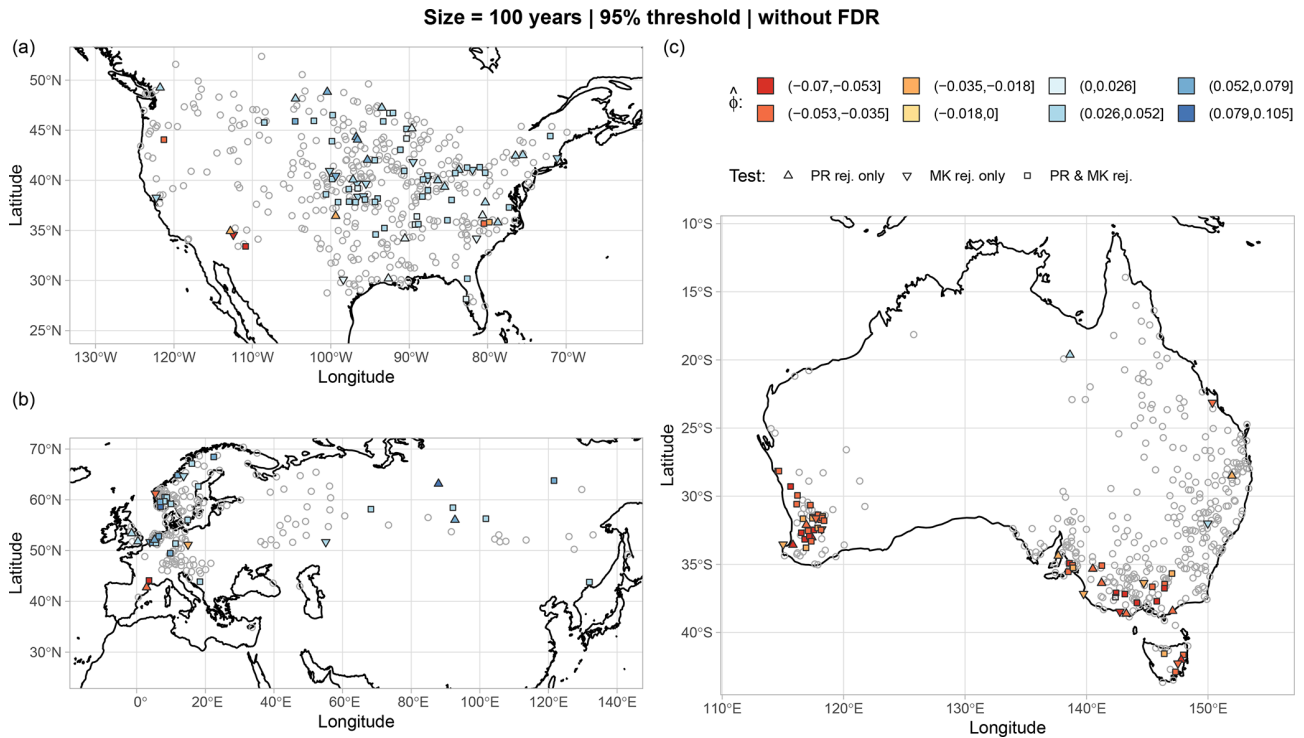 Size = 100 years | 95% threshold | without FDR
(a)
50°N
45°N
40°N
35°N
30°N
25°N
Latitude
130°W 120°W 110°W 100°W 90°W 80°W 70°W
Longitude
(b)
70°N
60°N
50°N
40°N
30°N
Latitude
0° 20°E 40°E 60°E 80°E 100°E 120°E 140°E
Longitude
(c)
ϕ̂:
(−0.07,−0.053] (−0.035,−0.018] (0,0.026] (0.052,0.079]
(−0.053,−0.035] (−0.018,0] (0.026,0.052] (0.079,0.105]
Test: PR rej. only MK rej. only PR & MK rej.
10°S
15°S
20°S
25°S
30°S
35°S
40°S
Latitude
110°E 120°E 130°E 140°E 150°E
Longitude